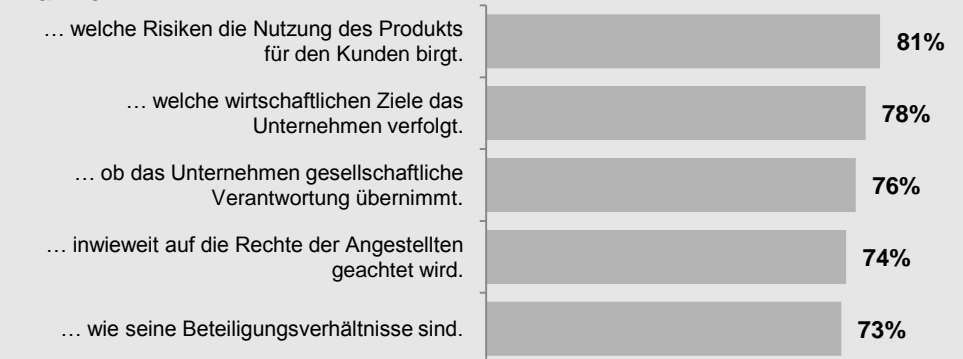 … welche Risiken die Nutzung des Produkts
für den Kunden birgt.
81%
… welche wirtschaftlichen Ziele das
Unternehmen verfolgt.
78%
… ob das Unternehmen gesellschaftliche
Verantwortung übernimmt.
76%
… inwieweit auf die Rechte der Angestellten
geachtet wird.
74%
… wie seine Beteiligungsverhältnisse sind.
73%